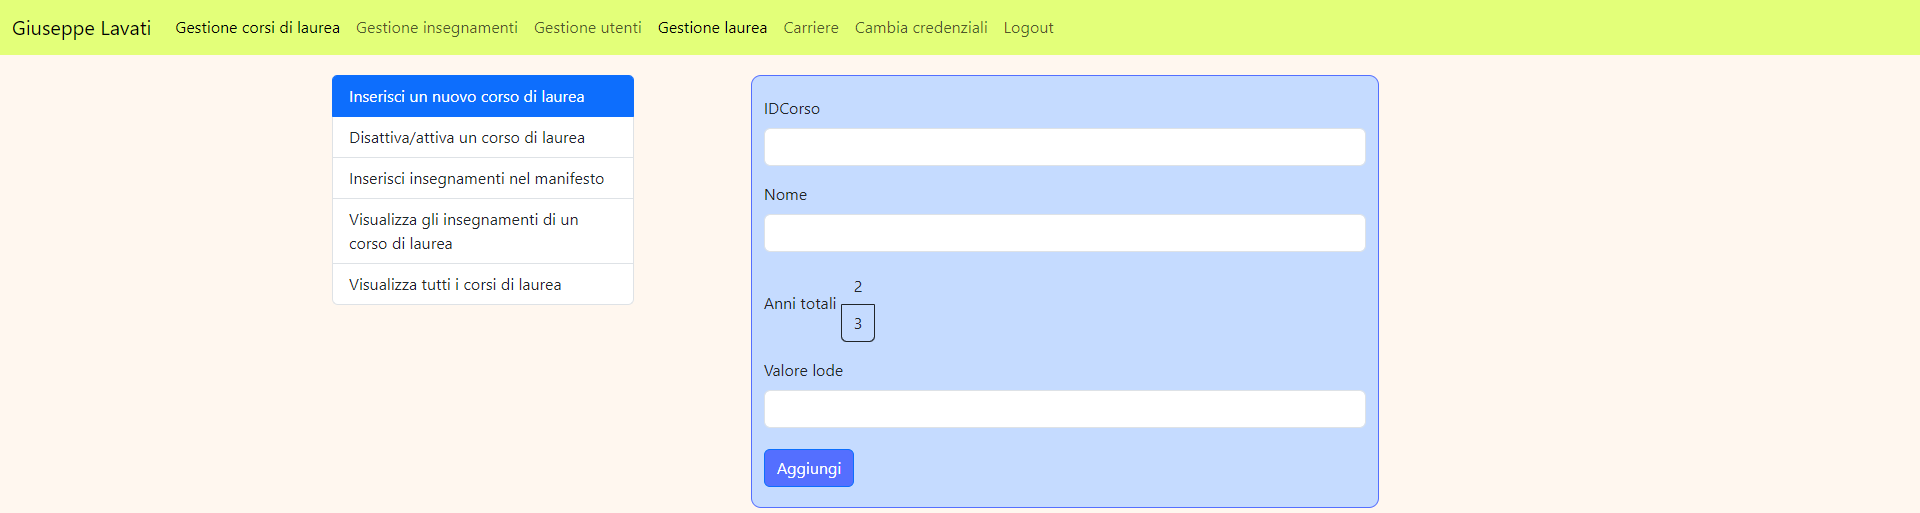 Giuseppe Lavati Gestione corsi di laurea Gestione insegnamenti Gestione utenti Gestione laurea Carriere Cambia credenziali Logout
Inserisci un nuovo corso di laurea
Disattiva/attiva un corso di laurea
Inserisci insegnamenti nel manifesto
Visualizza gli insegnamenti di un
corso di laurea
Visualizza tutti i corsi di laurea
IDCorso
Nome
2
Anni totali
3
Valore lode
Aggiungi